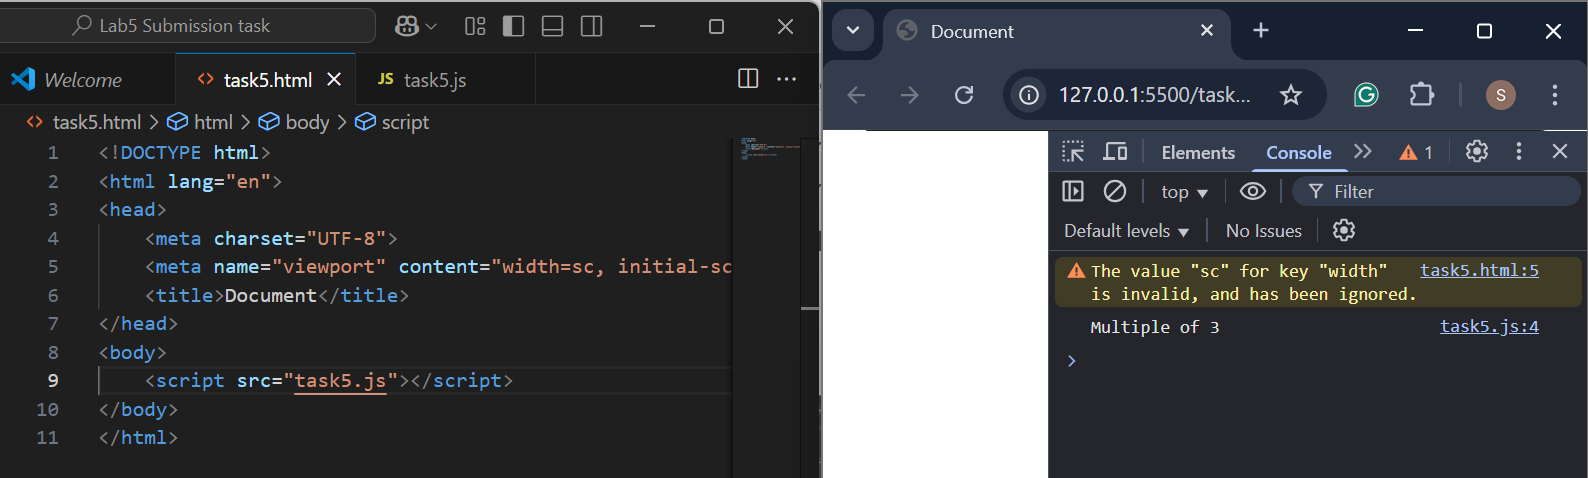 Lab5 Submission task
Welcome
task5.html
JS task5.js
task5.html > html > body > script
1 <!DOCTYPE html>
2 <html lang="en">
3 <head>
4 <meta charset="UTF-8">
5 <meta name="viewport" content="width=sc, initial-sc
6 <title>Document</title>
7 </head>
8 <body>
9 <script src="task5.js"></script>
10 </body>
11 </html>
Document
127.0.0.1:5500/task...
S
Elements Console 1
top Filter
Default levels No Issues
The value "sc" for key "width" task5.html:5
is invalid, and has been ignored.
Multiple of 3 task5.js:4